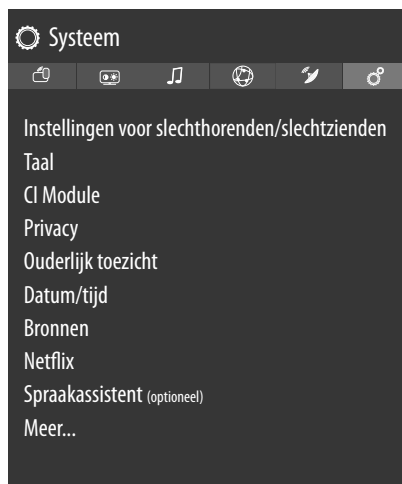 Systeem
Instellingen voor slechthorenden/slechtzienden
Taal
CI Module
Privacy
Ouderlijk toezicht
Datum/tijd
Bronnen
Netflix
Spraakassistent (optioneel)
Meer...